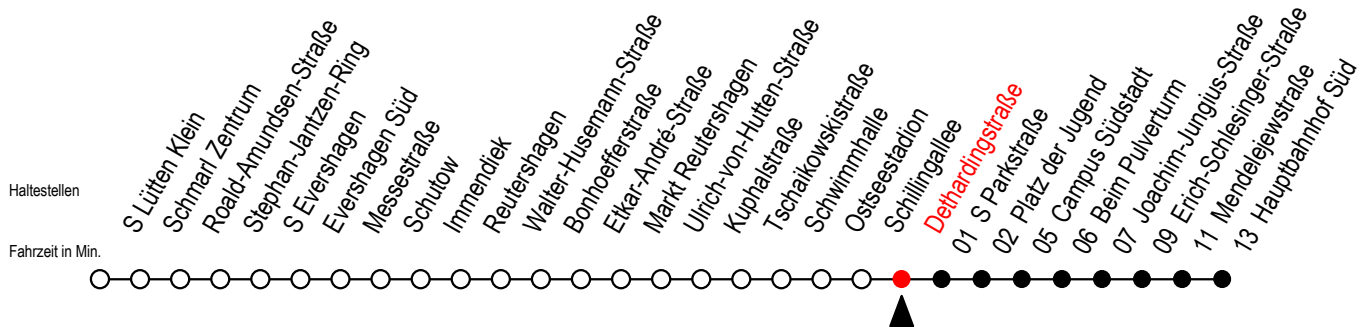 Haltestellen
Fahrzeit in Min.
S Lütten Klein
Schmarl Zentrum
Roald-Amundsen-Straße
Stephan-Jantzen-Ring
S Evershagen
Evershagen Süd
Messestraße
Schutow
Immendiek
Reutershagen
Walter-Husemann-Straße
Bonhoefferstraße
Etkar-André-Straße
Markt Reutershagen
Ulrich-von-Hutten-Straße
Kuphalstraße
Tschaikowskistraße
Schwimmhalle
Ostseestadion
Schillingallee
Dethardingstraße
01 S Parkstraße
02 Platz der Jugend
05 Campus Südstadt
06 Beim Pulverturm
07 Joachim-Jungius-Straße
09 Erich-Schlesinger-Straße
11 Mendelejewstraße
13 Hauptbahnhof Süd